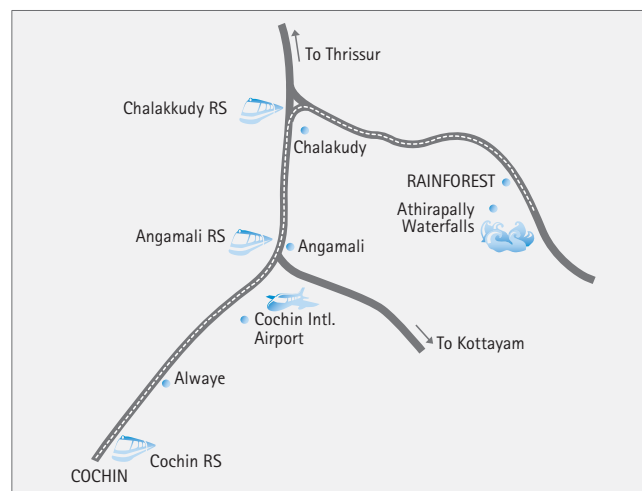 To Thrissur
Chalakkudy RS
Chalakudy
RAINFOREST
Athirapally
Waterfalls
Angamali RS
Angamali
Cochin Intl.
Airport
To Kottayam
Alwaye
Cochin RS
COCHIN